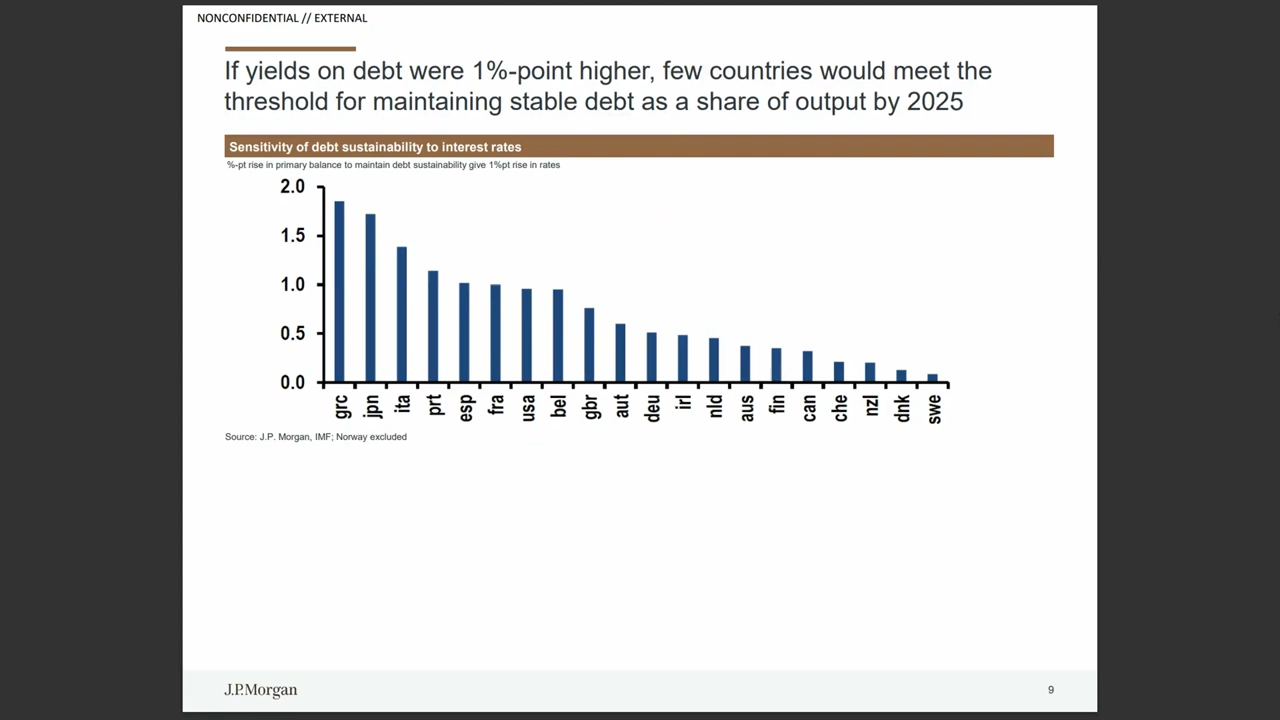 NONCONFIDENTIAL // EXTERNAL
If yields on debt were 1%-point higher, few countries would meet the
threshold for maintaining stable debt as a share of output by 2025
Sensitivity of debt sustainability to interest rates
%-pt rise in primary balance to maintain debt sustainability give 1%pt rise in rates
2.0
1.5
1.0
0.5
0.0
grc jpn ita prt esp fra usa bel gbr aut deu irl nld aus fin can che nzl dnk swe
Source: J.P. Morgan, IMF; Norway excluded
J.P.Morgan
9